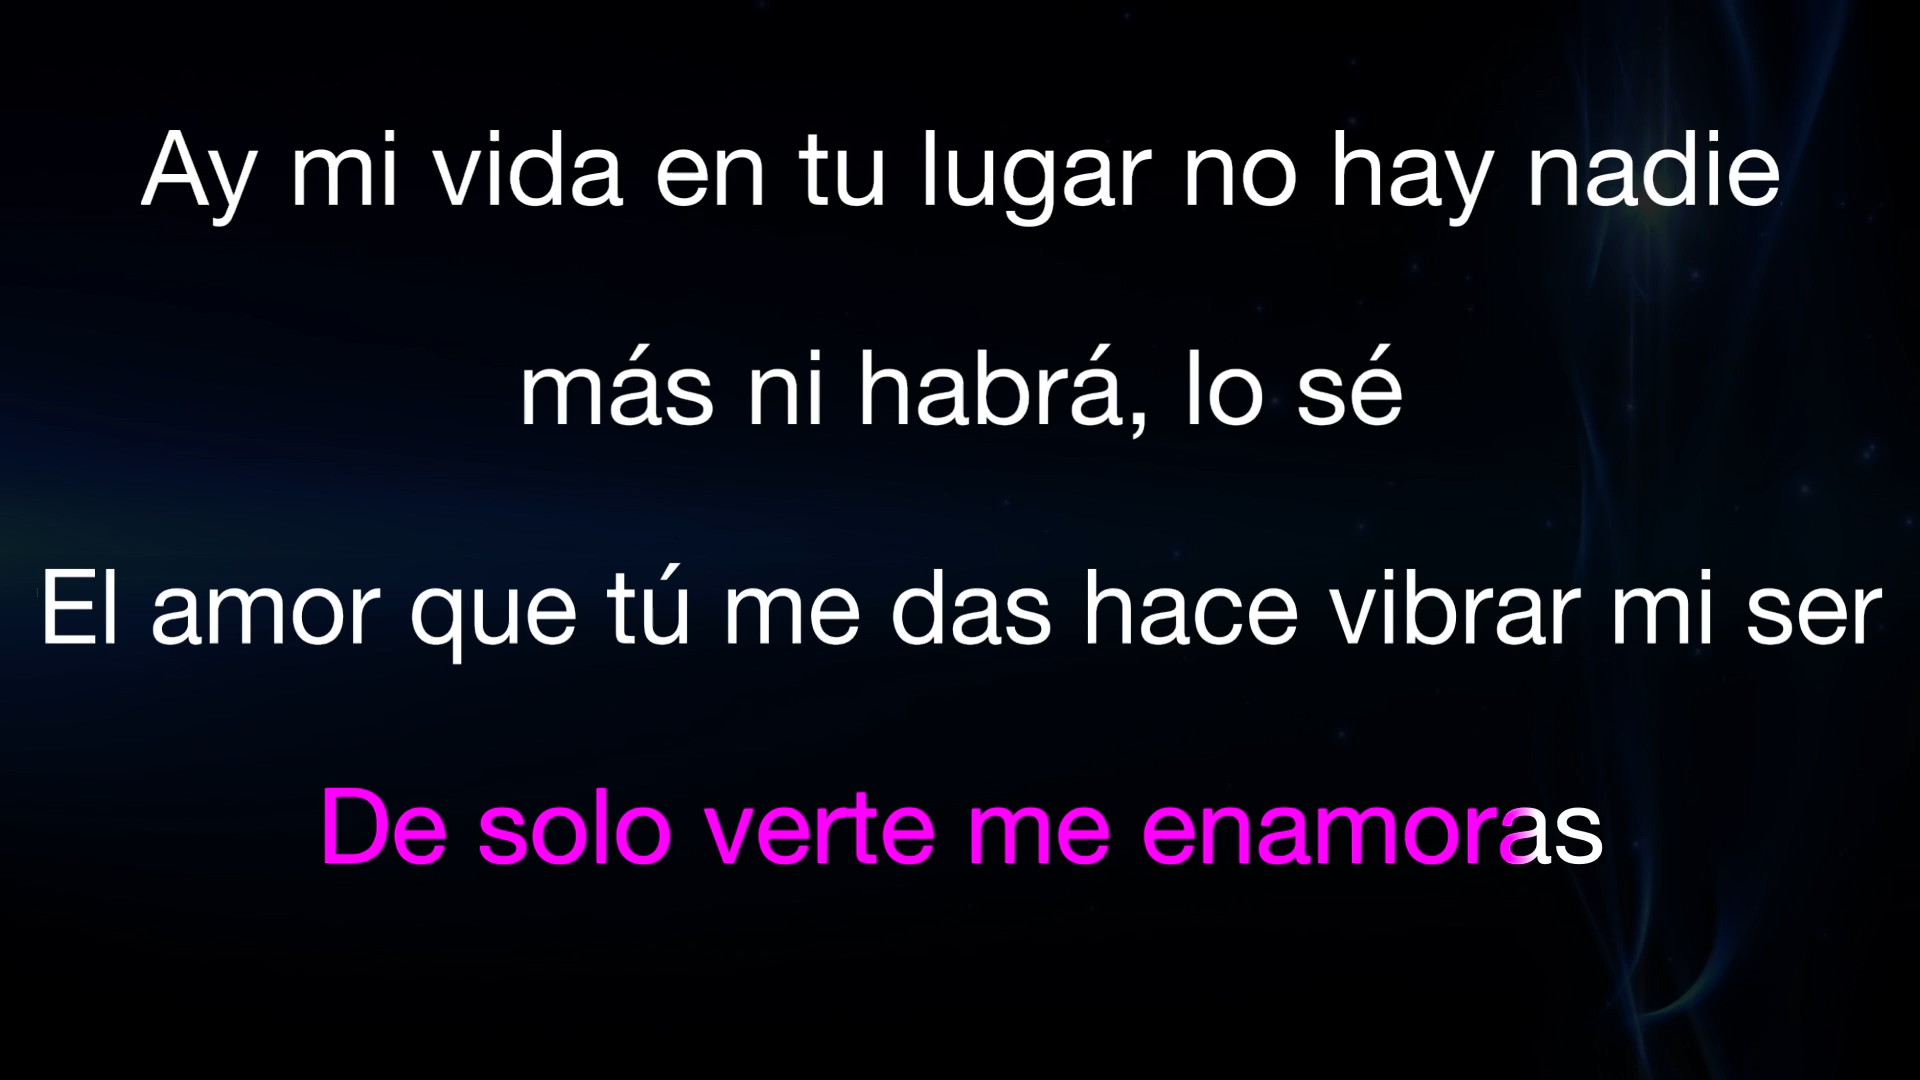 Ay mi vida en tu lugar no hay nadie
más ni habrá, lo sé
El amor que tú me das hace vibrar mi ser
De solo verte me enamoras